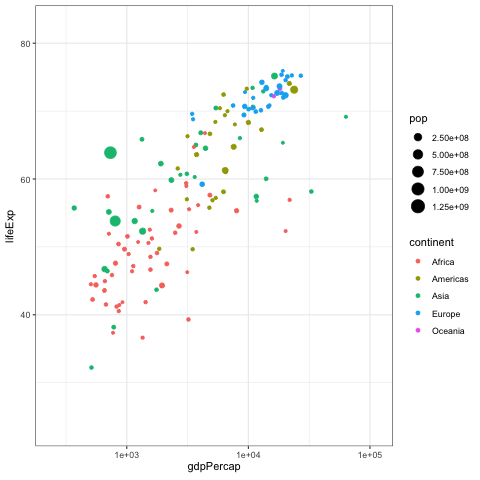 80
60
40
lifeExp
1e+03 1e+04 1e+05
gdpPercap
pop
2.50e+08
5.00e+08
7.50e+08
1.00e+09
1.25e+09
continent
Africa
Americas
Asia
Europe
Oceania